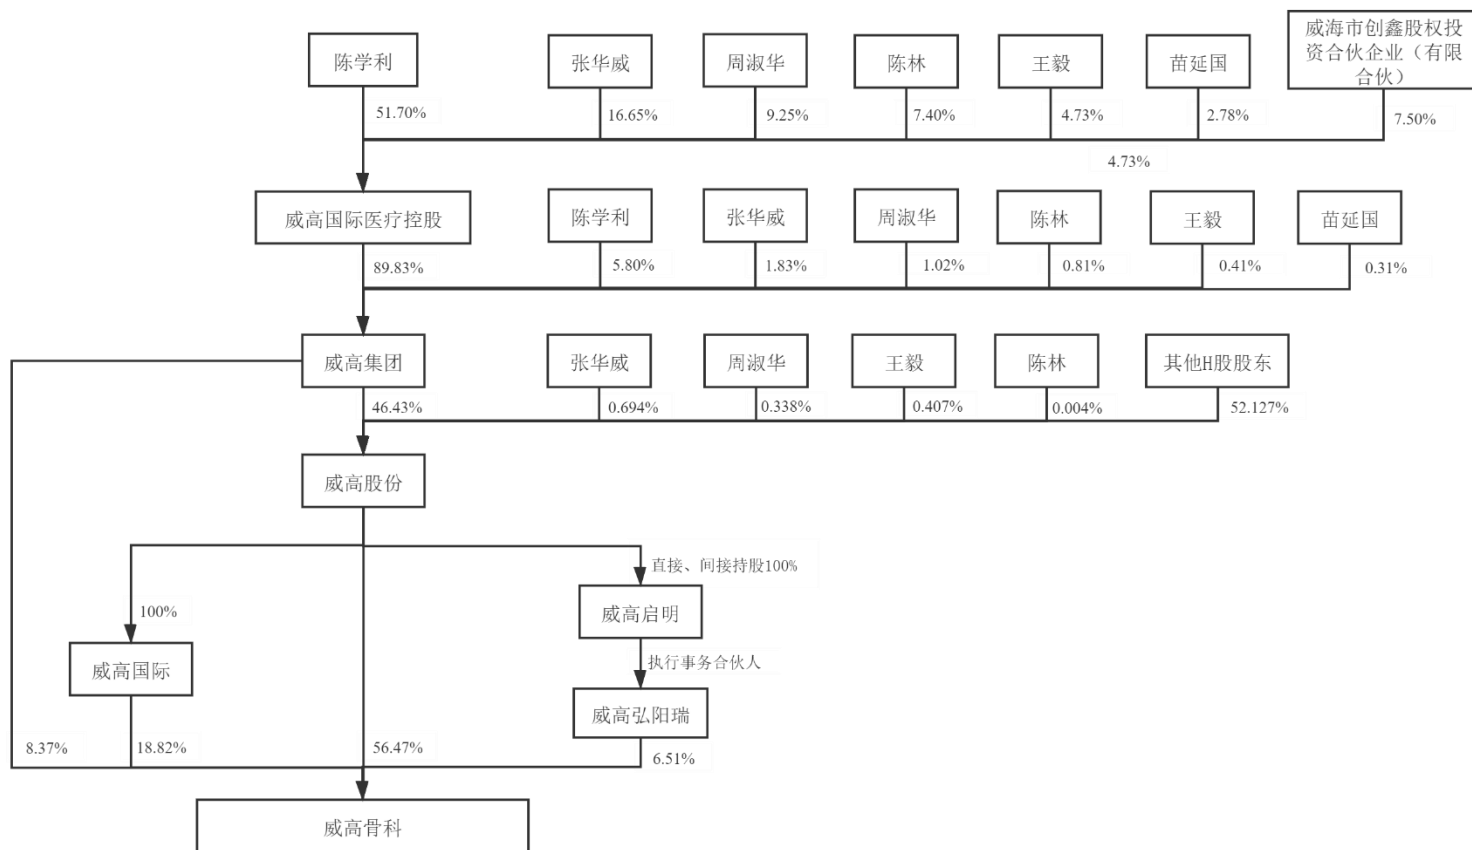 陈学利
张华威
周淑华
陈林
王毅
苗延国
威海市创鑫股权投
资合伙企业（有限
合伙）
51.70%
16.65%
9.25%
7.40%
4.73%
2.78%
7.50%
4.73%
威高国际医疗控股
陈学利
张华威
周淑华
陈林
王毅
苗延国
89.83%
5.80%
1.83%
1.02%
0.81%
0.41%
0.31%
威高集团
张华威
周淑华
王毅
陈林
其他H股股东
46.43%
0.694%
0.338%
0.407%
0.004%
52.127%
威高股份
直接、间接持股100%
100%
威高启明
执行事务合伙人
威高国际
威高弘阳瑞
8.37%
18.82%
56.47%
6.51%
威高骨科